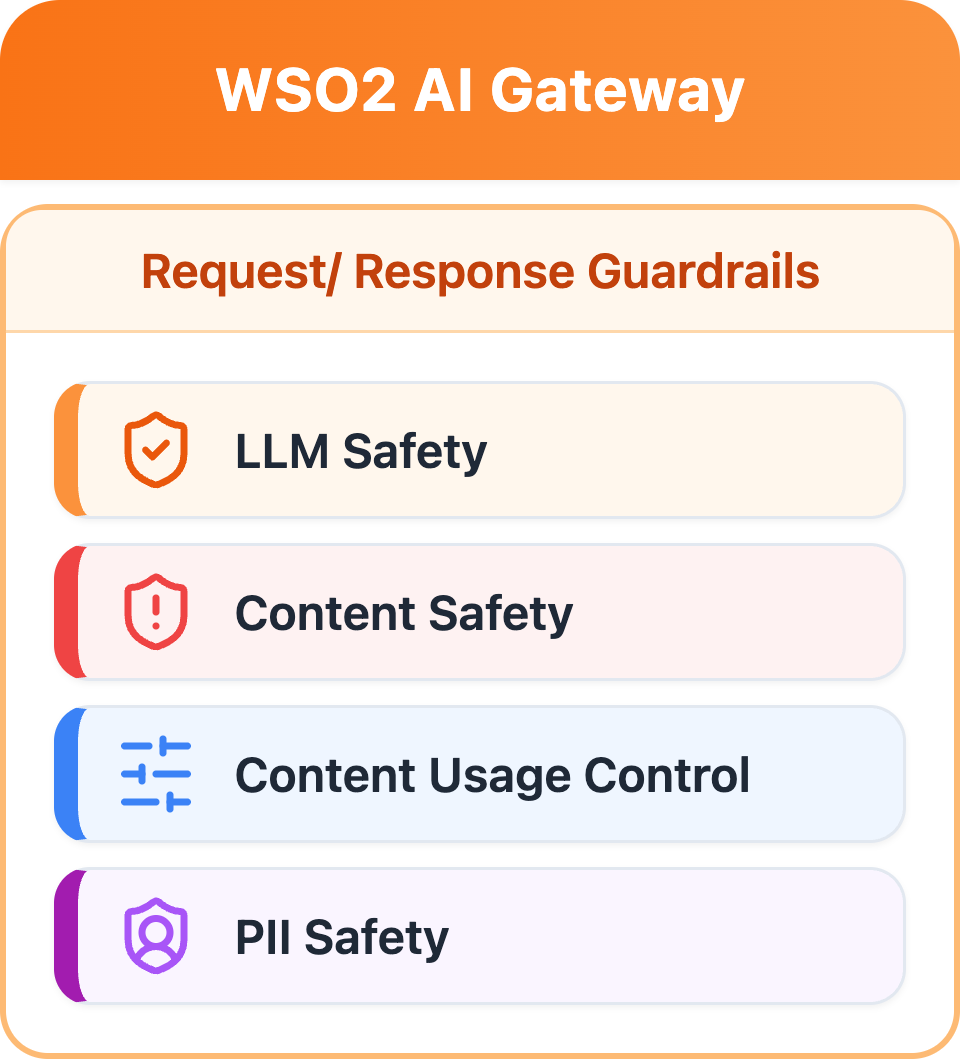 WSO2 AI Gateway
Request/ Response Guardrails
LLM Safety
Content Safety
Content Usage Control
PII Safety